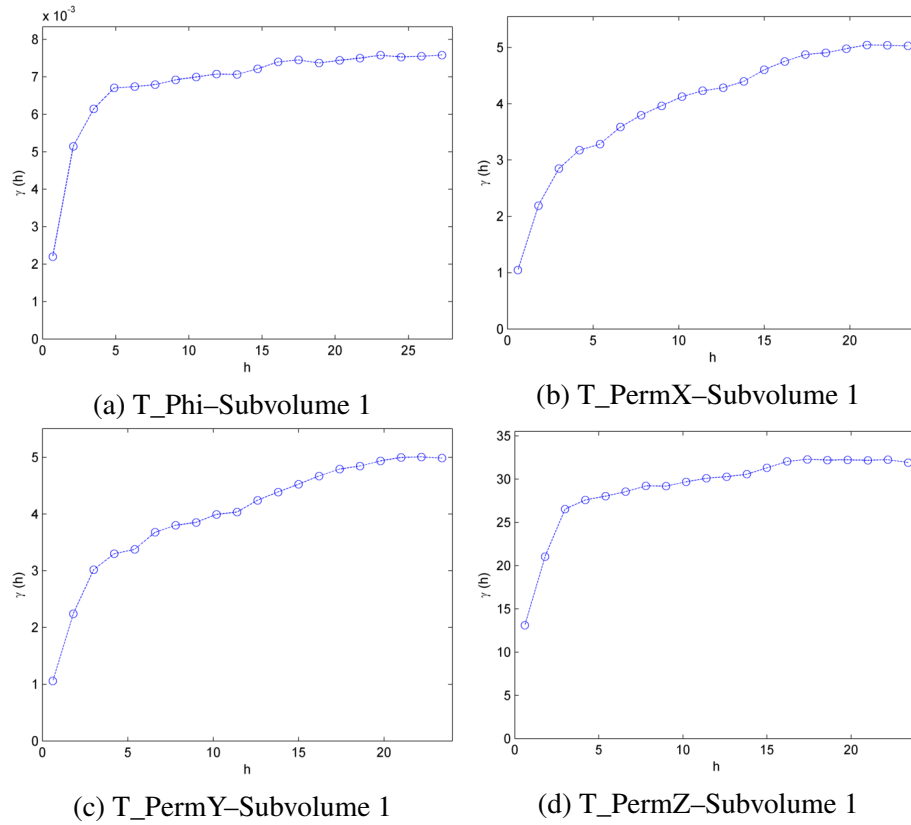 x 10⁻³
8
7
6
5
4
3
2
1
0
γ (h)
0 5 10 15 20 25
h
(a) T_Phi–Subvolume 1
5
4
3
2
1
0
γ (h)
0 5 10 15 20
h
(b) T_PermX–Subvolume 1
5
4
3
2
1
0
γ (h)
0 5 10 15 20
h
(c) T_PermY–Subvolume 1
35
30
25
20
15
10
5
0
γ (h)
0 5 10 15 20
h
(d) T_PermZ–Subvolume 1